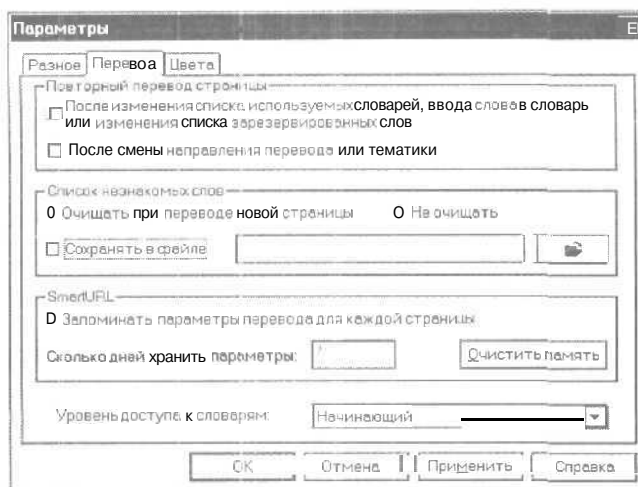 Параметры
Разное Перевоа Цвета
Повторный перевод страницы
После изменения списка используемых словарей, ввода слова в словарь
или изменения списка зарезервированных слов
После смены направления перевода или тематики
Список незнакомых слов
0 Очищать при переводе новой страницы O Не очищать
Сохранять в файле
SmartURL
D Запоминать параметры перевода для каждой страницы
Сколько дней хранить параметры: Очистить память
Уровень доступа к словарям: Начинающий
OK Отмена Применить Справка